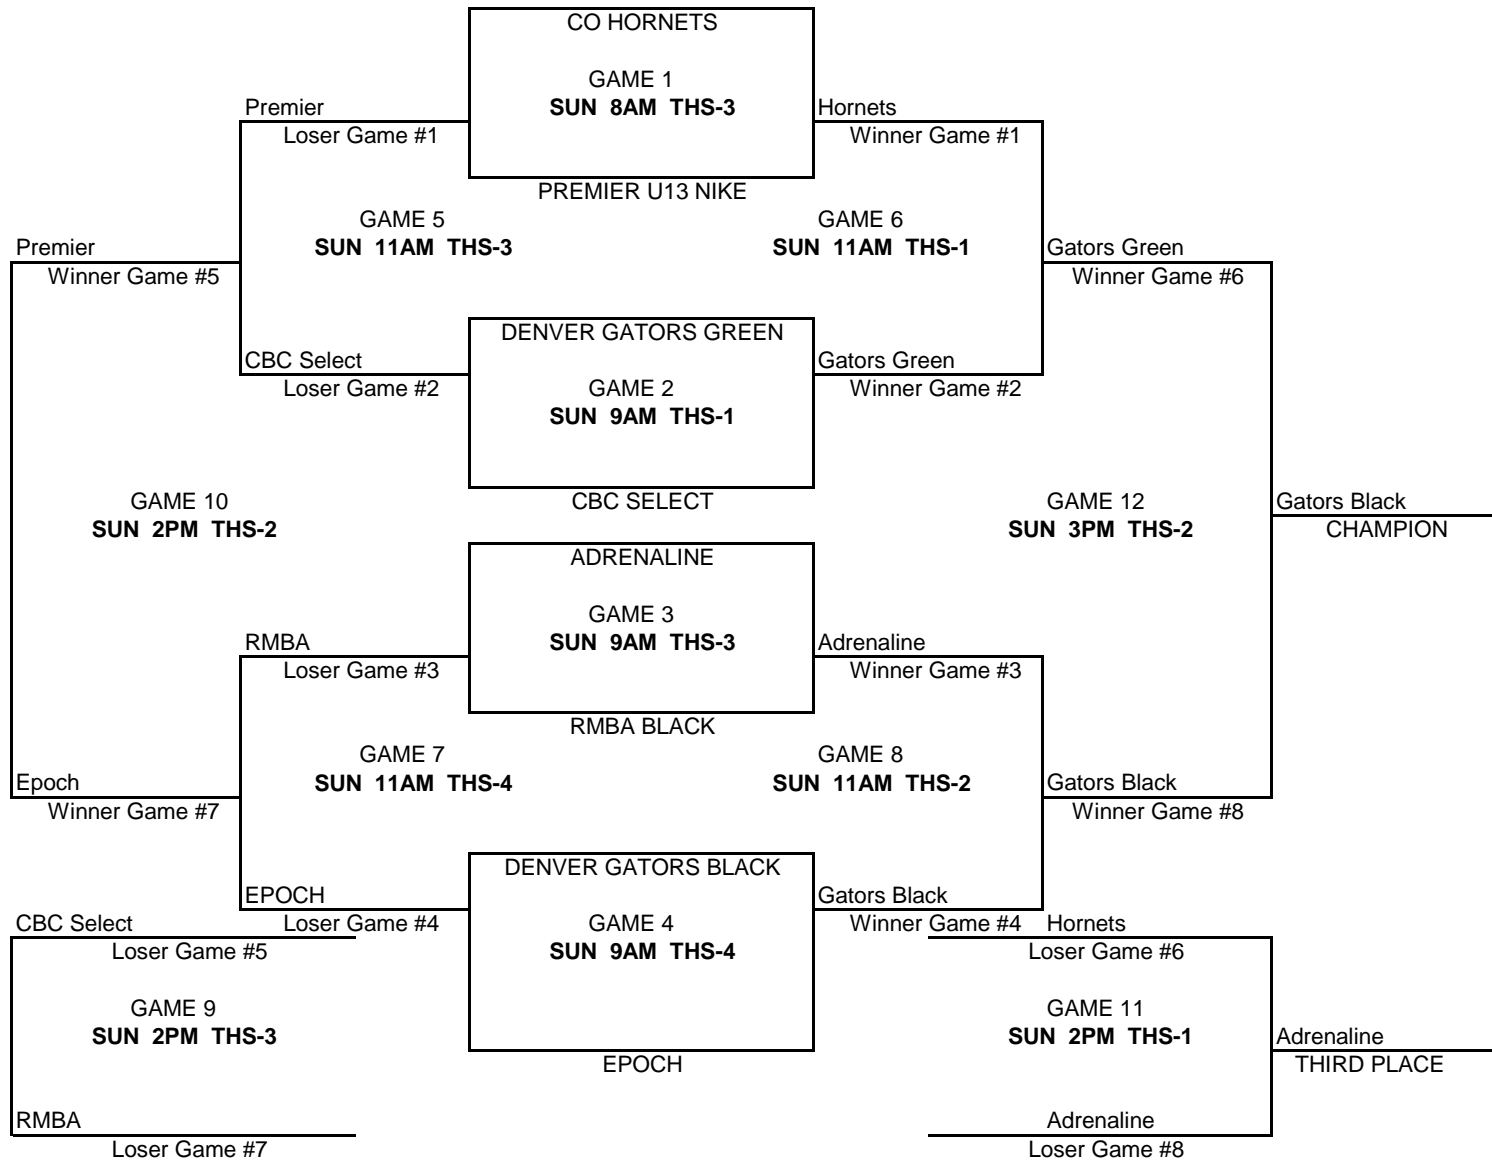 CO HORNETS
GAME 1
Premier SUN 8AM THS-3 Hornets
Loser Game #1 Winner Game #1
PREMIER U13 NIKE
GAME 5 GAME 6
Premier SUN 11AM THS-3 SUN 11AM THS-1 Gators Green
Winner Game #5 Winner Game #6
DENVER GATORS GREEN
CBC Select Gators Green
Loser Game #2 GAME 2 Winner Game #2
SUN 9AM THS-1
GAME 10 CBC SELECT GAME 12 Gators Black
SUN 2PM THS-2 SUN 3PM THS-2 CHAMPION
ADRENALINE
GAME 3
RMBA SUN 9AM THS-3 Adrenaline
Loser Game #3 Winner Game #3
RMBA BLACK
GAME 7 GAME 8
Epoch SUN 11AM THS-4 SUN 11AM THS-2 Gators Black
Winner Game #7 Winner Game #8
DENVER GATORS BLACK
EPOCH Gators Black
CBC Select Loser Game #4 GAME 4 Winner Game #4 Hornets
Loser Game #5 SUN 9AM THS-4 Loser Game #6
GAME 9 GAME 11
SUN 2PM THS-3 SUN 2PM THS-1 Adrenaline
EPOCH THIRD PLACE
RMBA Adrenaline
Loser Game #7 Loser Game #8